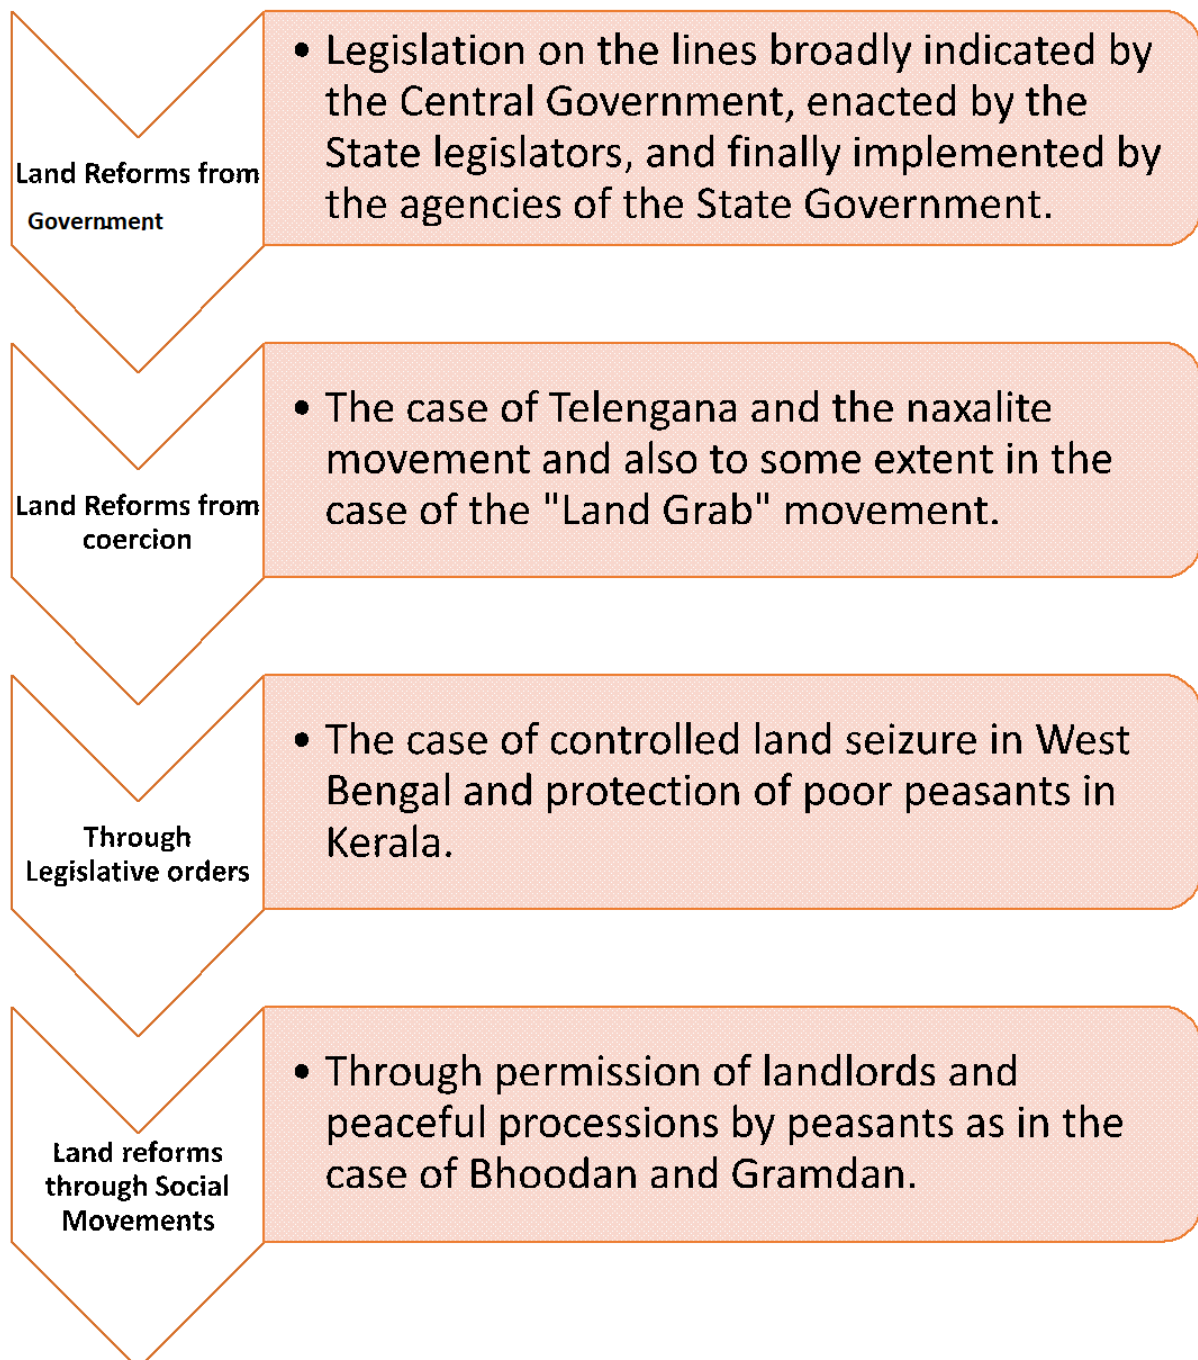 Land Reforms from
Government
• Legislation on the lines broadly indicated by
the Central Government, enacted by the
State legislators, and finally implemented by
the agencies of the State Government.
Land Reforms from
coercion
• The case of Telengana and the naxalite
movement and also to some extent in the
case of the "Land Grab" movement.
Through
Legislative orders
• The case of controlled land seizure in West
Bengal and protection of poor peasants in
Kerala.
Land reforms
through Social
Movements
• Through permission of landlords and
peaceful processions by peasants as in the
case of Bhoodan and Gramdan.